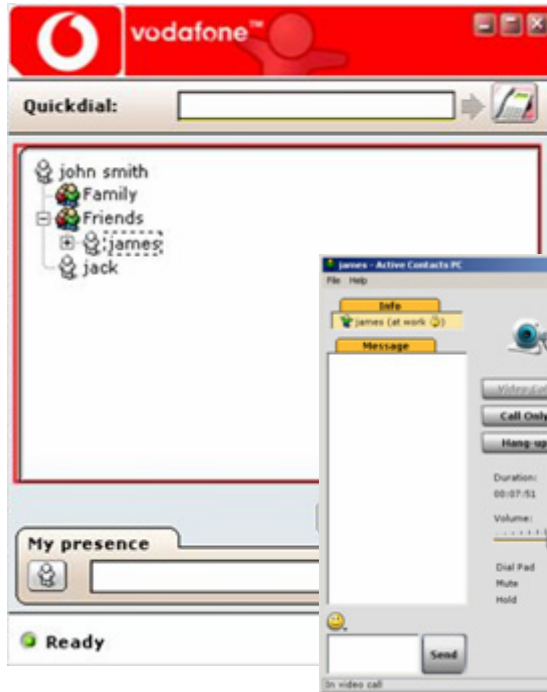 vodafone™
Quickdial:
john smith
Family
Friends
james
jack
My presence
Ready
james - Active Contacts PC
File Help
Info
james (at work )
Message
Call Only
Hang-up
Duration:
00:07:51
Volume:
Dial Pad
Mute
Hold
Send
In video call